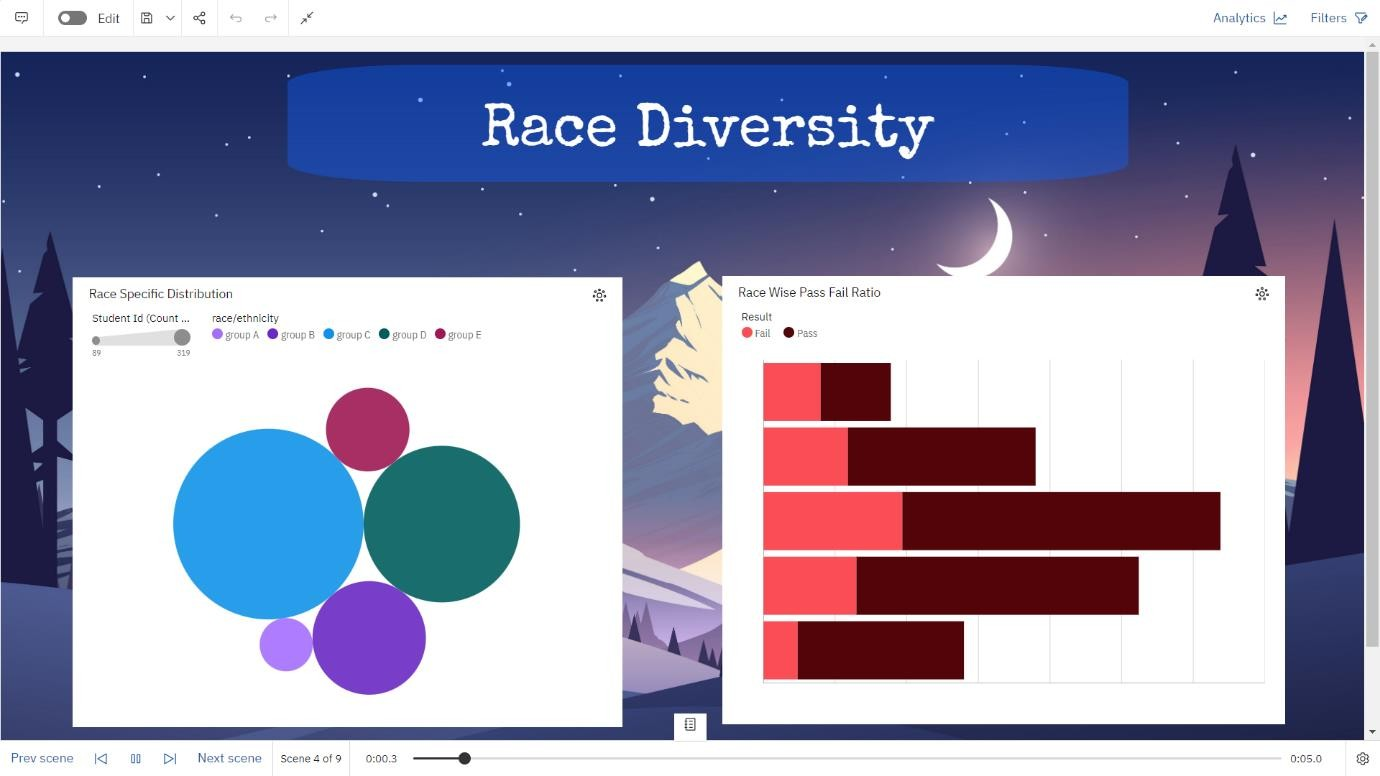 Edit
Analytics
Filters
Race Diversity
Race Specific Distribution
Student Id (Count ...
89
319
race/ethnicity
group A
group B
group C
group D
group E
Race Wise Pass Fail Ratio
Result
Fail
Pass
Prev scene
Next scene
Scene 4 of 9
0:00.3
0:05.0